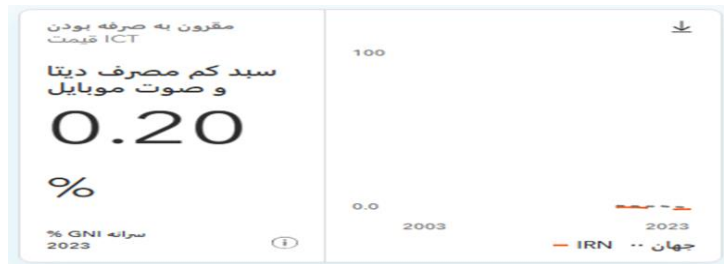 مقرون به صرفه بودن
قیمت ICT
سبد کم مصرف دیتا
و صوت موبایل
0.20
%
% GNI سرانه
2023
100
0.0
2003
2023
IRN
جهان